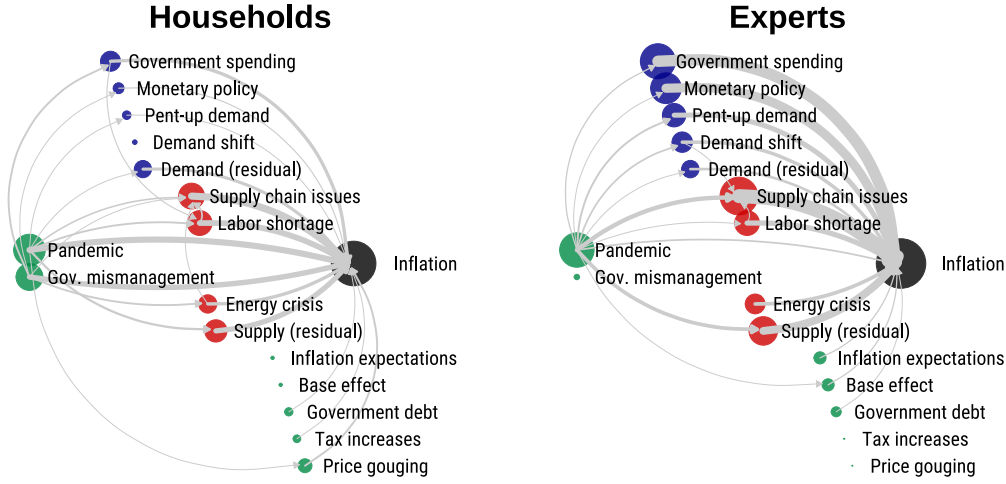 Households
Government spending
Monetary policy
Pent-up demand
Demand shift
Demand (residual)
Supply chain issues
Labor shortage
Pandemic
Inflation
Gov. mismanagement
Energy crisis
Supply (residual)
Inflation expectations
Base effect
Government debt
Tax increases
Price gouging
Experts
Government spending
Monetary policy
Pent-up demand
Demand shift
Demand (residual)
Supply chain issues
Labor shortage
Pandemic
Inflation
Gov. mismanagement
Energy crisis
Supply (residual)
Inflation expectations
Base effect
Government debt
Tax increases
Price gouging